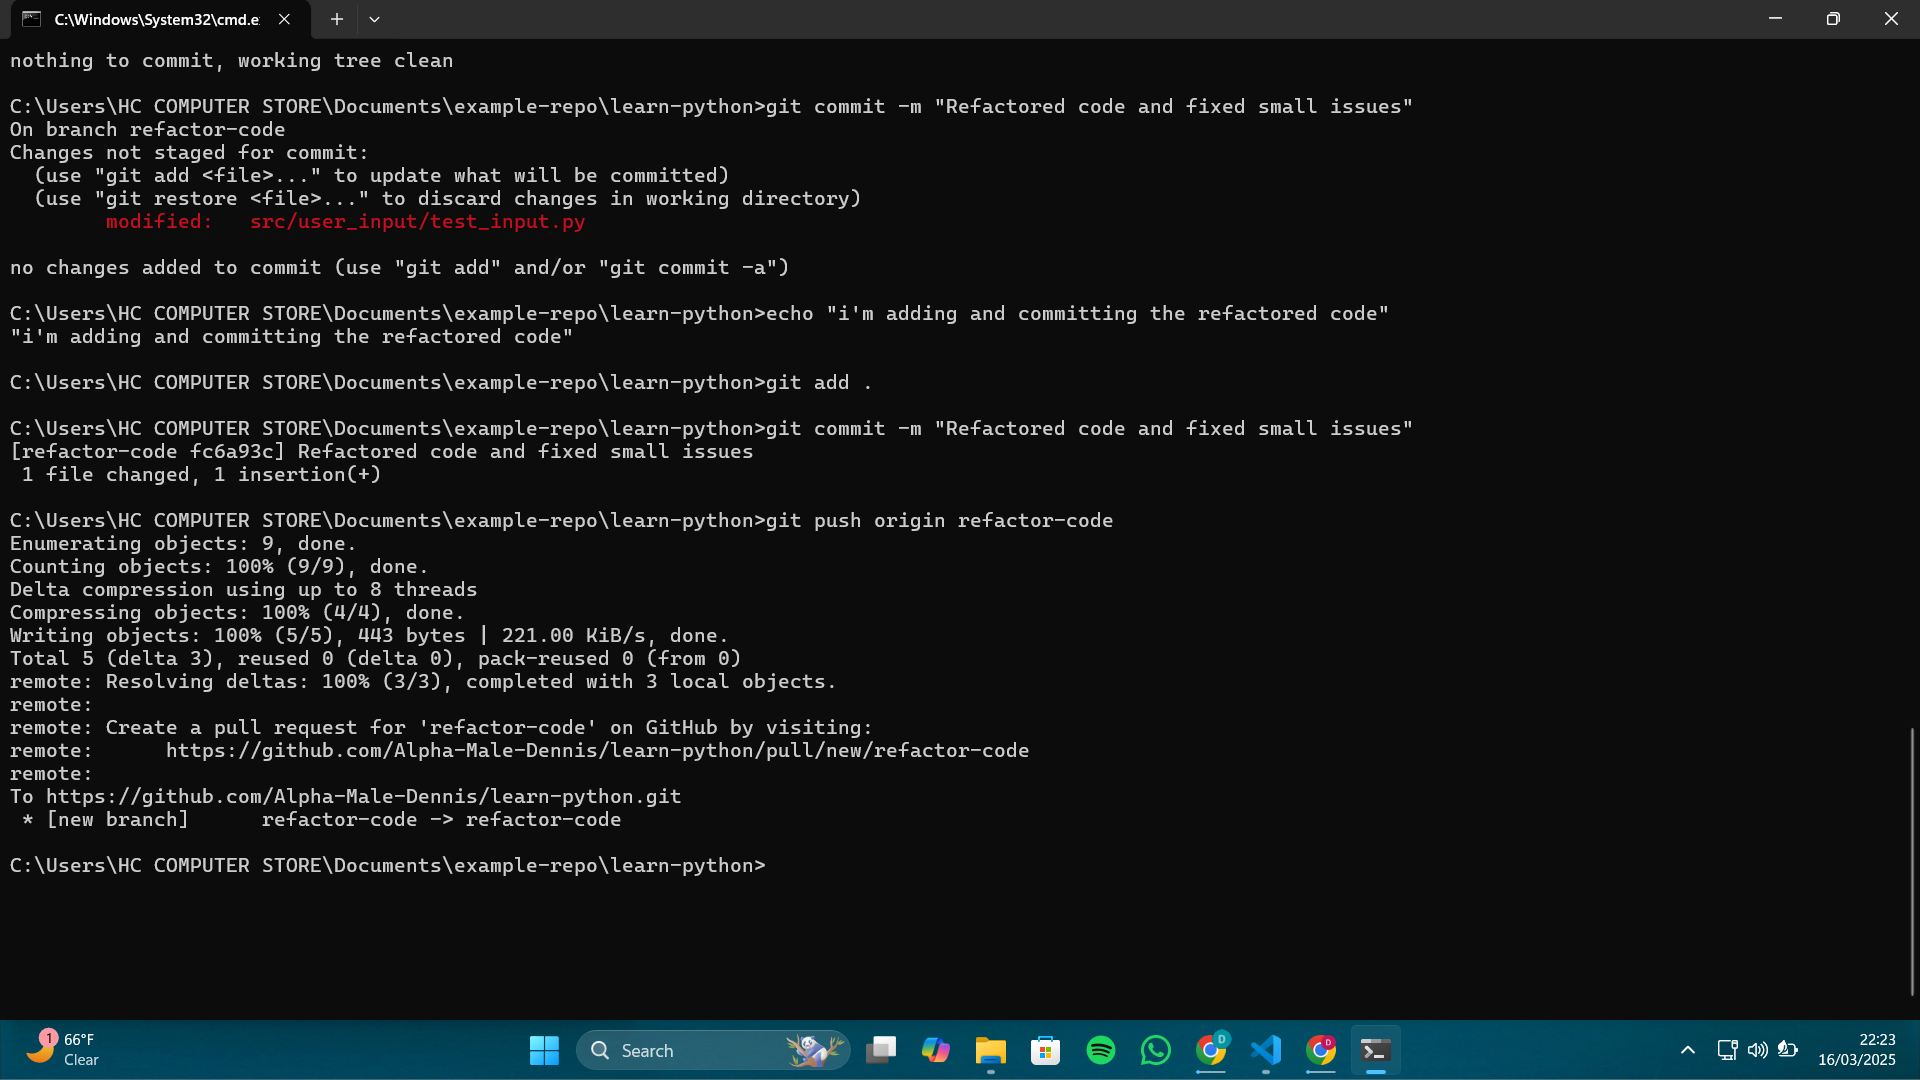 C:\Windows\System32\cmd.e
nothing to commit, working tree clean
C:\Users\HC COMPUTER STORE\Documents\example-repo\learn-python>git commit -m "Refactored code and fixed small issues"
On branch refactor-code
Changes not staged for commit:
  (use "git add <file>..." to update what will be committed)
  (use "git restore <file>..." to discard changes in working directory)
        modified:   src/user_input/test_input.py
no changes added to commit (use "git add" and/or "git commit -a")
C:\Users\HC COMPUTER STORE\Documents\example-repo\learn-python>echo "i'm adding and committing the refactored code"
"i'm adding and committing the refactored code"
C:\Users\HC COMPUTER STORE\Documents\example-repo\learn-python>git add .
C:\Users\HC COMPUTER STORE\Documents\example-repo\learn-python>git commit -m "Refactored code and fixed small issues"
[refactor-code fc6a93c] Refactored code and fixed small issues
 1 file changed, 1 insertion(+)
C:\Users\HC COMPUTER STORE\Documents\example-repo\learn-python>git push origin refactor-code
Enumerating objects: 9, done.
Counting objects: 100% (9/9), done.
Delta compression using up to 8 threads
Compressing objects: 100% (4/4), done.
Writing objects: 100% (5/5), 443 bytes | 221.00 KiB/s, done.
Total 5 (delta 3), reused 0 (delta 0), pack-reused 0 (from 0)
remote: Resolving deltas: 100% (3/3), completed with 3 local objects.
remote:
remote: Create a pull request for 'refactor-code' on GitHub by visiting:
remote:      https://github.com/Alpha-Male-Dennis/learn-python/pull/new/refactor-code
remote:
To https://github.com/Alpha-Male-Dennis/learn-python.git
 * [new branch]      refactor-code -> refactor-code
C:\Users\HC COMPUTER STORE\Documents\example-repo\learn-python>
1
66°F
Clear
Search
D
D
22:23
16/03/2025